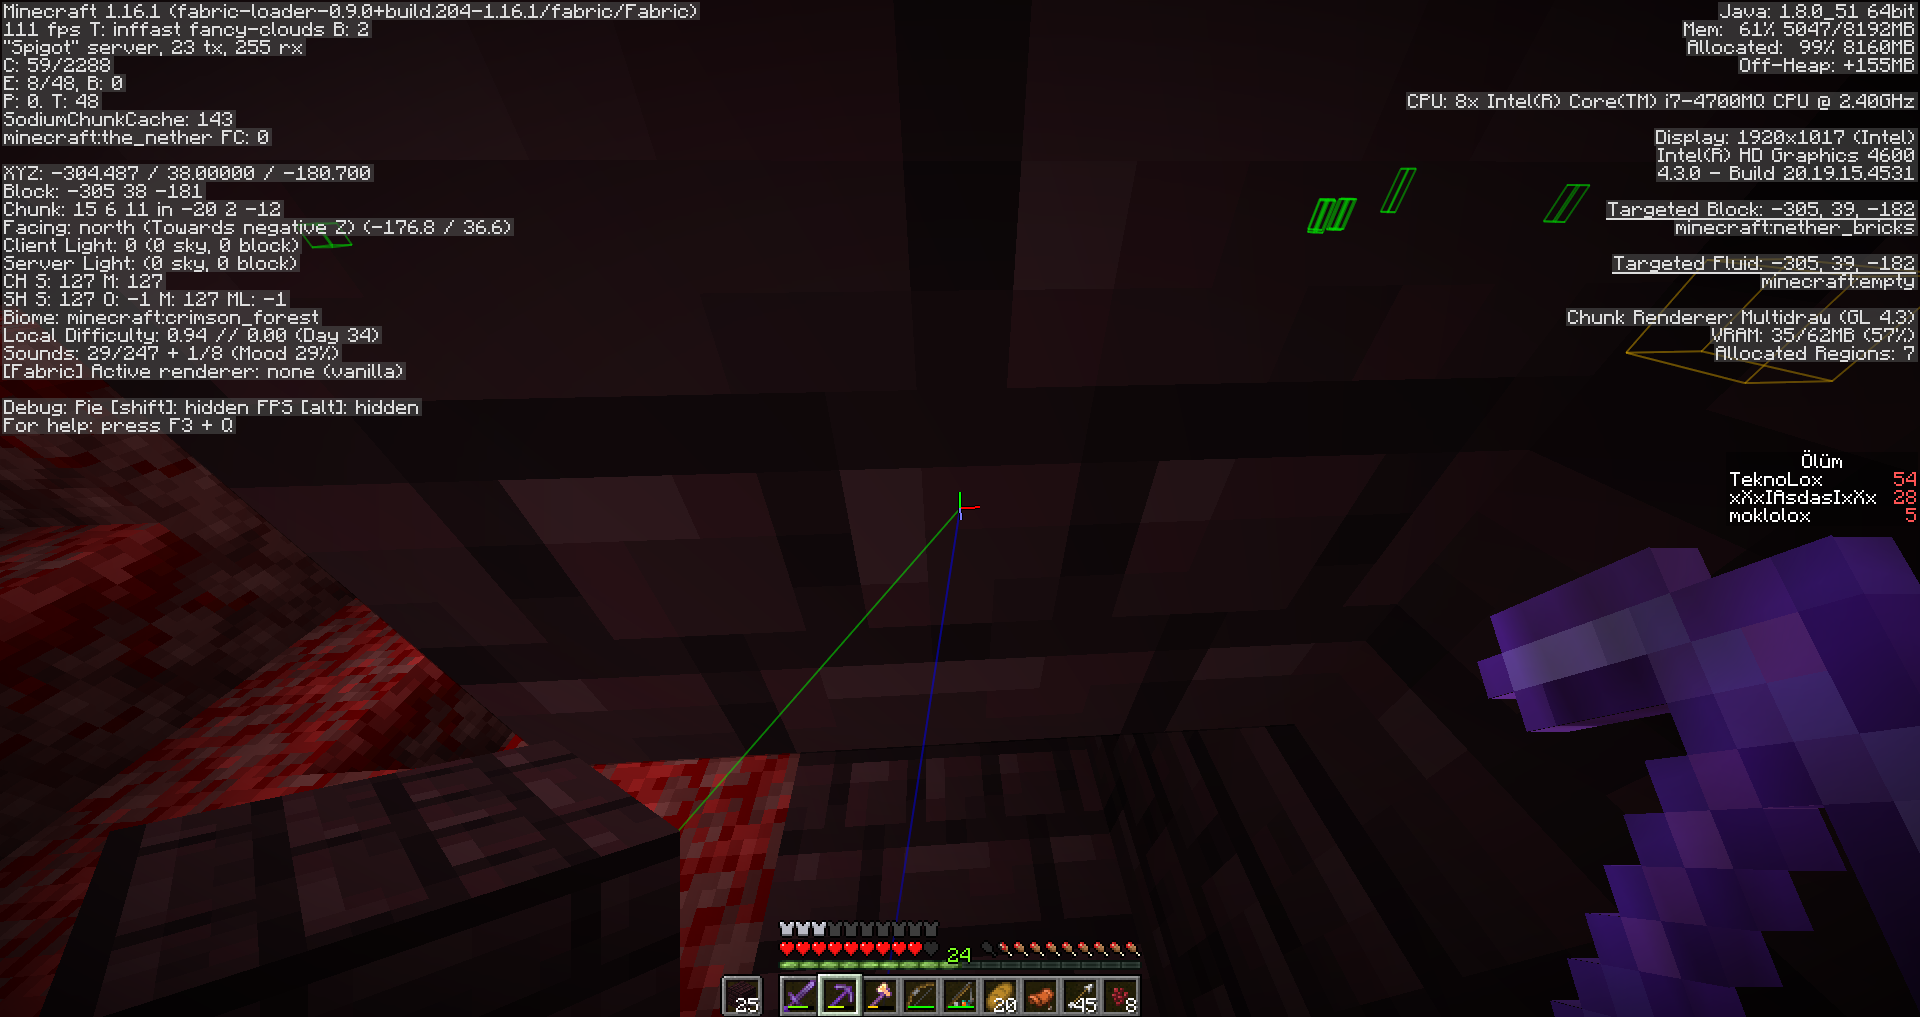 Minecraft 1.16.1 (fabric-loader-0.9.0+build.204-1.16.1/fabric/Fabric)
111 fps T: inffast fancy-clouds B: 2
"Spigot" server, 23 tx, 255 rx
C: 59/2288
E: 8/48, B: 0
P: 0. T: 48
SodiumChunkCache: 143
minecraft:the_nether FC: 0
XYZ: -304.487 / 38.00000 / -180.700
Block: -305 38 -181
Chunk: 15 6 11 in -20 2 -12
Facing: north (Towards negative Z) (-176.8 / 36.6)
Client Light: 0 (0 sky, 0 block)
Server Light: (0 sky, 0 block)
CH S: 127 M: 127
SH S: 127 O: -1 M: 127 ML: -1
Biome: minecraft:crimson_forest
Local Difficulty: 0.94 // 0.00 (Day 34)
Sounds: 29/247 + 1/8 (Mood 29%)
[Fabric] Active renderer: none (vanilla)
Debug: Pie [shift]: hidden FPS [alt]: hidden
For help: press F3 + Q
Java: 1.8.0_51 64bit
Mem: 61% 5047/8192MB
Allocated: 99% 8160MB
Off-Heap: +155MB
CPU: 8x Intel(R) Core(TM) i7-4700MQ CPU @ 2.40GHz
Display: 1920x1017 (Intel)
Intel(R) HD Graphics 4600
4.3.0 - Build 20.19.15.4531
Targeted Block: -305, 39, -182
minecraft:nether_bricks
Targeted Fluid: -305, 39, -182
minecraft:empty
Chunk Renderer: Multidraw (GL 4.3)
VRAM: 35/62MB (57%)
Allocated Regions: 7
Ölüm
TeknoLox 54
xXxIAsdasIxXx 28
moklolox 5
24
25 20 45 8